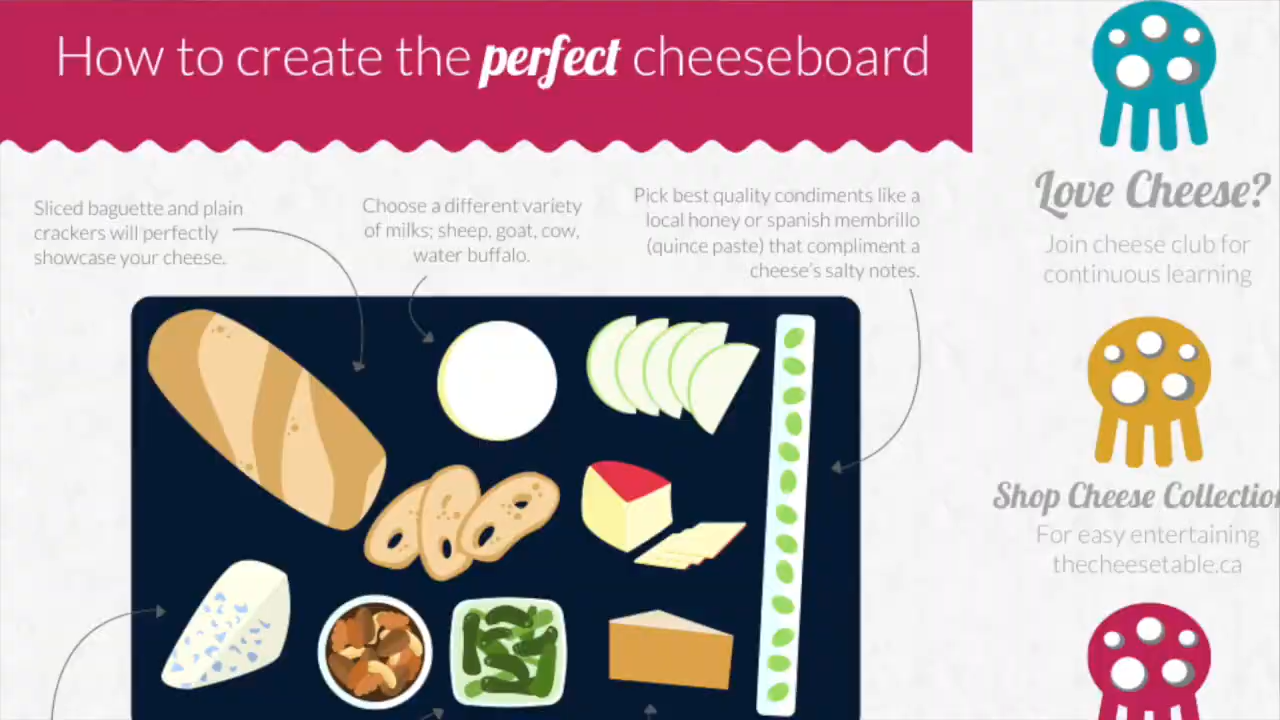 How to create the perfect cheeseboard
Sliced baguette and plain
crackers will perfectly
showcase your cheese.
Choose a different variety
of milks; sheep, goat, cow,
water buffalo.
Pick best quality condiments like a
local honey or spanish membrillo
(quince paste) that compliment a
cheese's salty notes.
Love Cheese?
Join cheese club for
continuous learning
Shop Cheese Collection
For easy entertaining
thecheesetable.ca